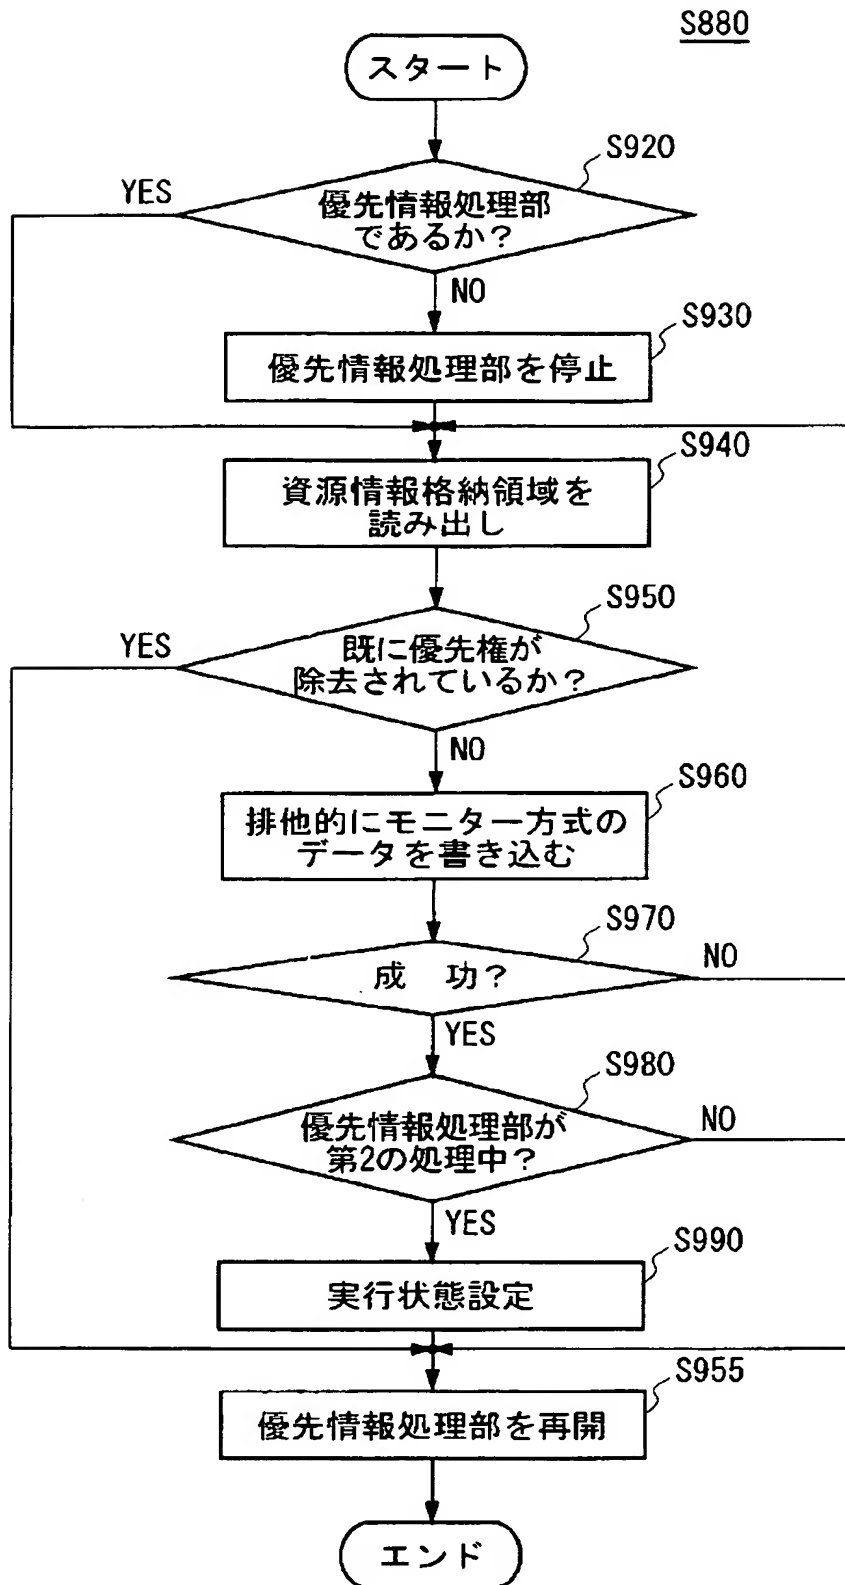 S880
スタート
S920
YES
優先情報処理部
であるか?
NO
S930
優先情報処理部を停止
S940
資源情報格納領域を
読み出し
S950
YES
既に優先権が
除去されているか?
NO
S960
排他的にモニター方式の
データを書き込む
S970
成 功?
NO
YES
S980
優先情報処理部が
第2の処理中?
NO
YES
S990
実行状態設定
S955
優先情報処理部を再開
エンド